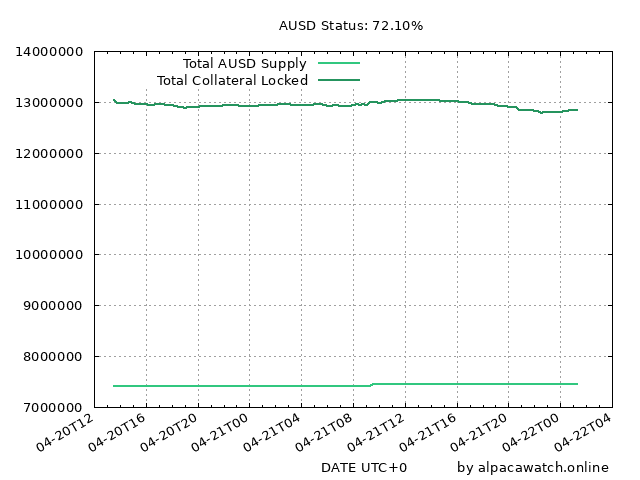 AUSD Status: 72.10%
14000000
13000000
12000000
11000000
10000000
9000000
8000000
7000000
Total AUSD Supply
Total Collateral Locked
04-20T12
04-20T16
04-20T20
04-21T00
04-21T04
04-21T08
04-21T12
04-21T16
04-21T20
04-22T00
04-22T04
DATE UTC+0
by alpacawatch.online